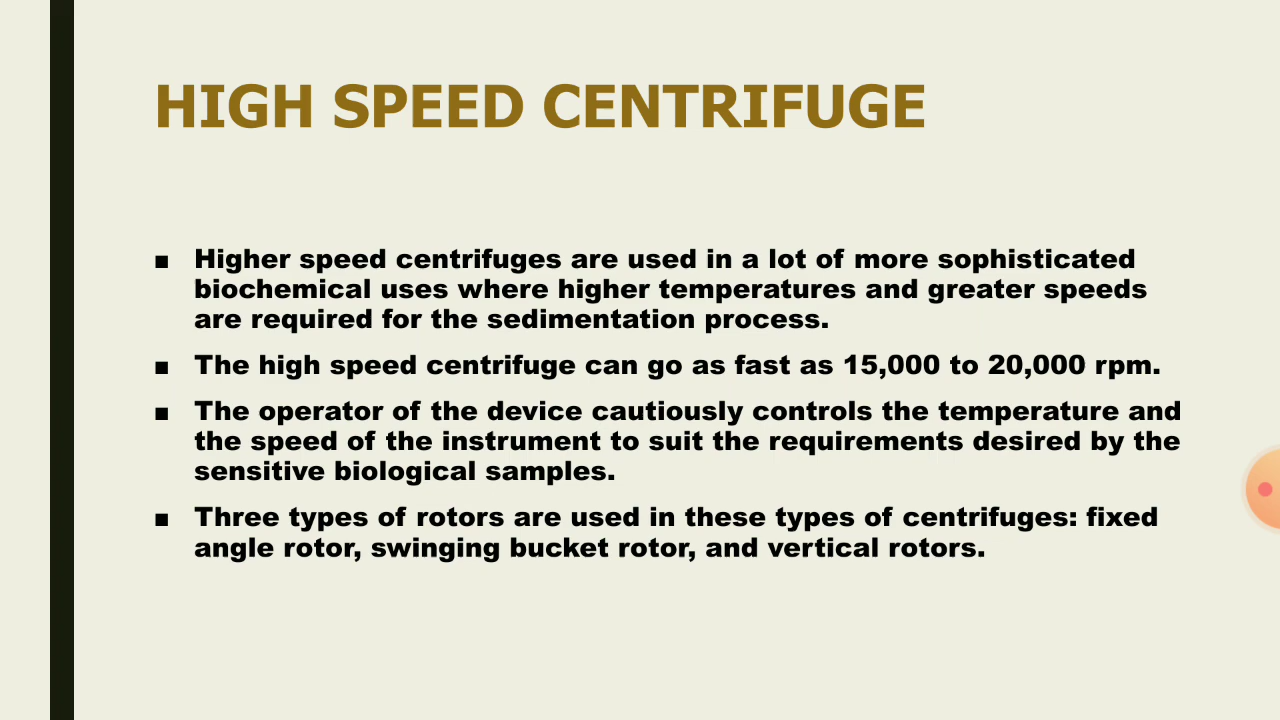 HIGH SPEED CENTRIFUGE
■ Higher speed centrifuges are used in a lot of more sophisticated
biochemical uses where higher temperatures and greater speeds
are required for the sedimentation process.
■ The high speed centrifuge can go as fast as 15,000 to 20,000 rpm.
■ The operator of the device cautiously controls the temperature and
the speed of the instrument to suit the requirements desired by the
sensitive biological samples.
■ Three types of rotors are used in these types of centrifuges: fixed
angle rotor, swinging bucket rotor, and vertical rotors.